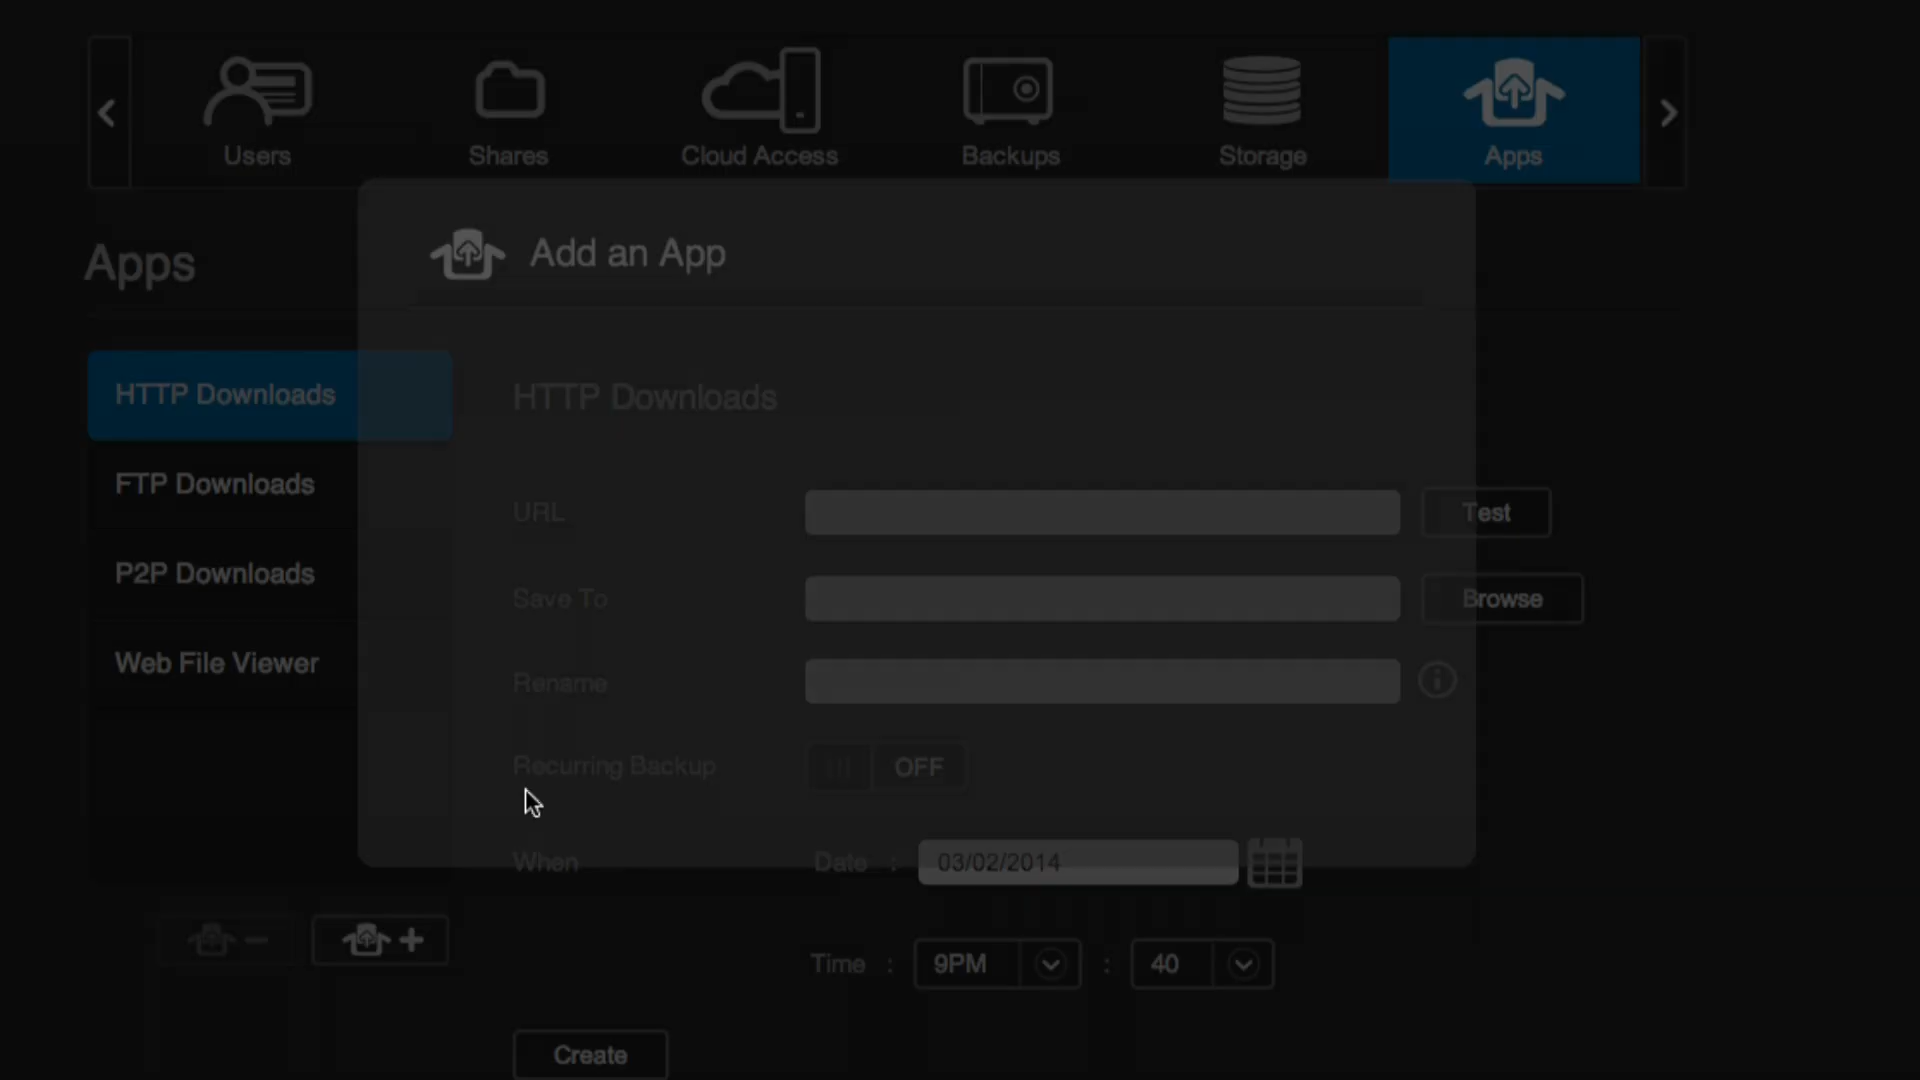 Users
Shares
Cloud Access
Backups
Storage
Apps
Apps
Add an App
HTTP Downloads
FTP Downloads
P2P Downloads
Web File Viewer
HTTP Downloads
URL
Test
Save To
Browse
Rename
Recurring Backup
OFF
When
Date : 03/02/2014
Time : 9PM : 40
Create